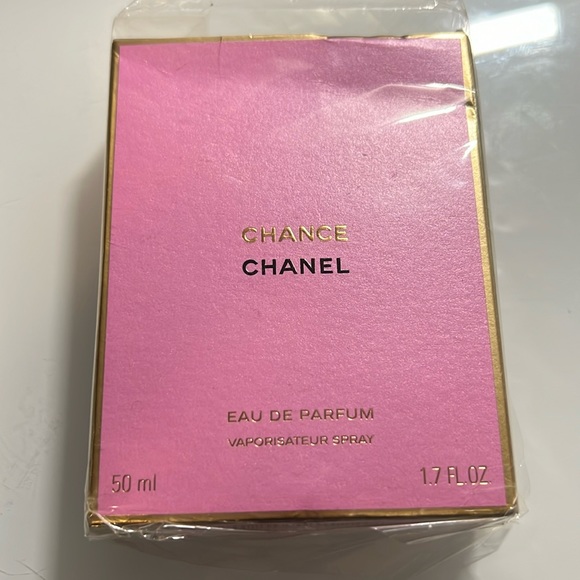 CHANCE
CHANEL
EAU DE PARFUM
VAPORISATEUR SPRAY
50 ml 1.7 FL.OZ.